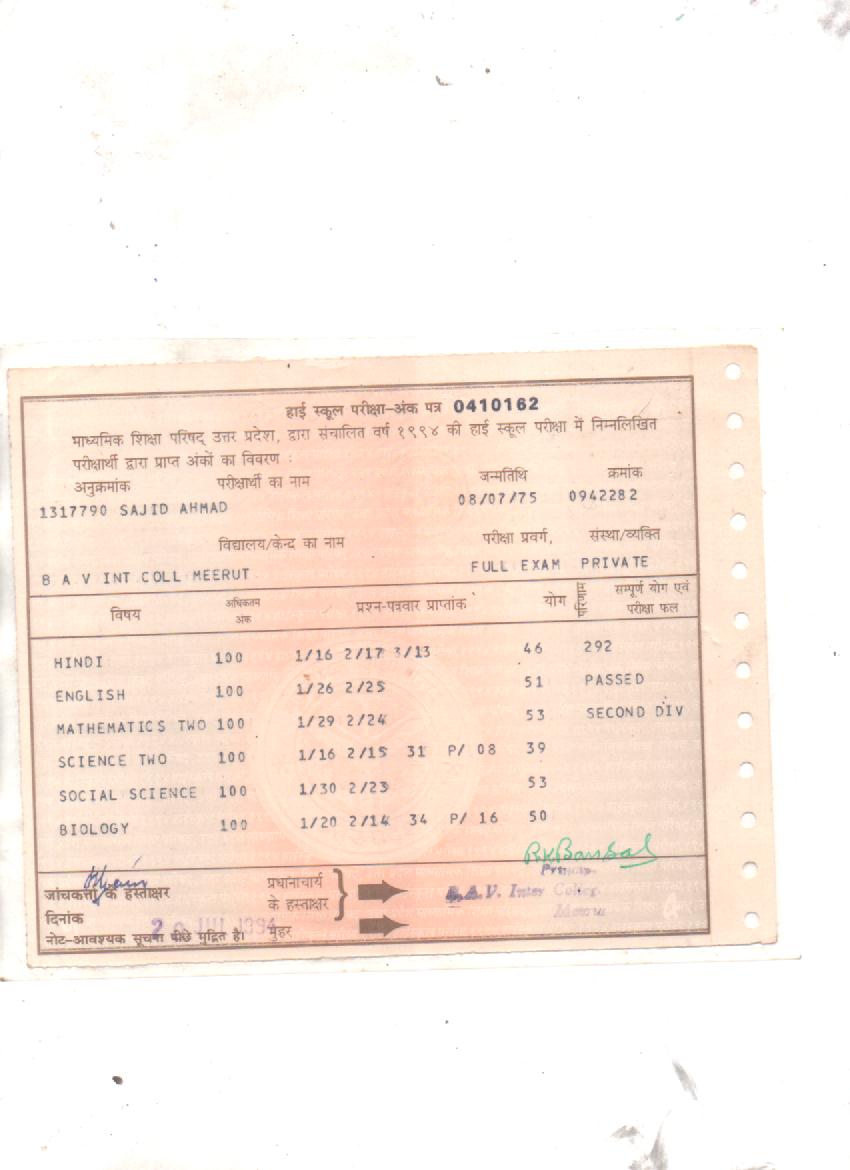 हाई स्कूल परीक्षा-अंक पत्र 0410162
माध्यमिक शिक्षा परिषद् उत्तर प्रदेश, द्वारा संचालित वर्ष १९९४ की हाई स्कूल परीक्षा में निम्नलिखित
परीक्षार्थी द्वारा प्राप्त अंकों का विवरण :
अनुक्रमांक परीक्षार्थी का नाम जन्मतिथि क्रमांक
1317790 SAJID AHMAD 08/07/75 0942282
विद्यालय/केन्द का नाम परीक्षा प्रवर्ग, संस्था/व्यक्ति
B A V INT COLL MEERUT FULL EXAM PRIVATE
विषय अधिकतम अंक प्रश्न-पत्रवार प्राप्तांक योग परिणाम सम्पूर्ण योग एवं परीक्षा फल
HINDI 100 1/16 2/17 3/13 46 292
ENGLISH 100 1/26 2/25 51 PASSED
MATHEMATICS TWO 100 1/29 2/24 53 SECOND DIV
SCIENCE TWO 100 1/16 2/15 31 P/ 08 39
SOCIAL SCIENCE 100 1/30 2/23 53
BIOLOGY 100 1/20 2/14 34 P/ 16 50
RKBansal
जांचकर्त्ता के हस्ताक्षर प्रधानाचार्य के हस्ताक्षर B.A.V. Inter College
दिनांक 1994 Meerut
नोट-आवश्यक सूचना पीछे मुद्रित है। मुहर